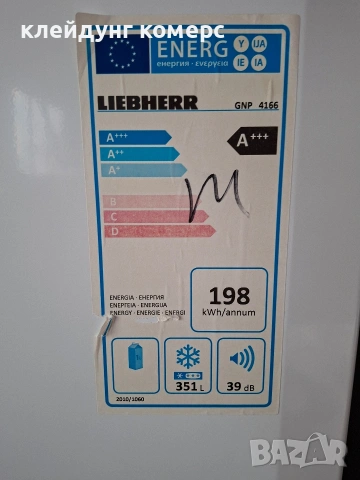 клейдунг комерс
ENERG
Y IJA
IE IA
енергия · ενεργεια
LIEBHERR
GNP 4166
A+++
A++
A+
B
C
D
A+++
ENERGIA · ЕНЕРГИЯ
ΕΝΕΡΓΕΙΑ · ENERGIJA
ENERGY · ENERGIE · ENERGI
198
kWh/annum
351 L
39 dB
2010/1060
BAZAR